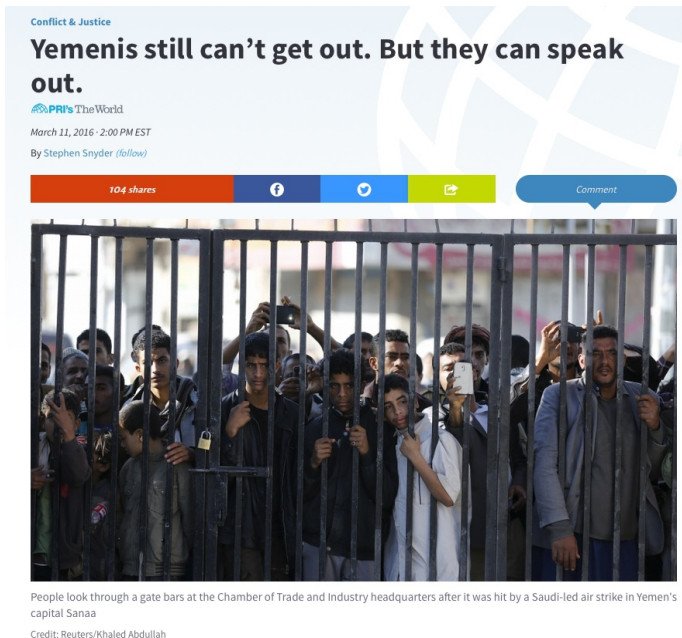 Conflict & Justice
Yemenis still can’t get out. But they can speak
out.
PRI's TheWorld
March 11, 2016 · 2:00 PM EST
By Stephen Snyder (follow)
104 shares
Comment
People look through a gate bars at the Chamber of Trade and Industry headquarters after it was hit by a Saudi-led air strike in Yemen's
capital Sanaa
Credit: Reuters/Khaled Abdullah